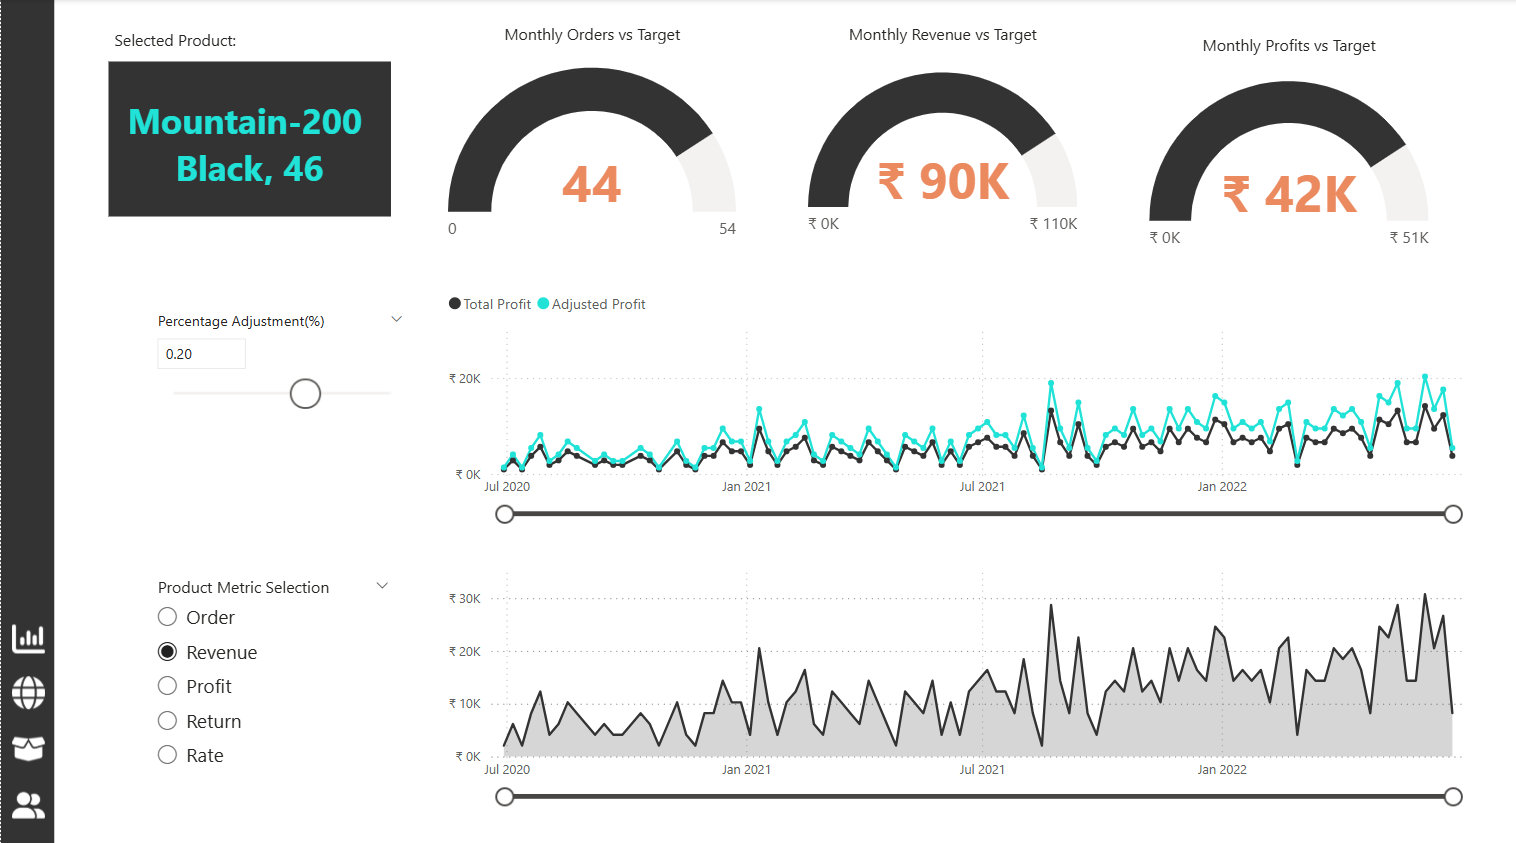 Selected Product:
Mountain-200
Black, 46
Monthly Orders vs Target
44
0
54
Monthly Revenue vs Target
₹ 90K
₹ 0K
₹ 110K
Monthly Profits vs Target
₹ 42K
₹ 0K
₹ 51K
Percentage Adjustment(%)
0.20
Total Profit
Adjusted Profit
₹ 20K
₹ 0K
Jul 2020
Jan 2021
Jul 2021
Jan 2022
Product Metric Selection
Order
Revenue
Profit
Return
Rate
₹ 30K
₹ 20K
₹ 10K
₹ 0K
Jul 2020
Jan 2021
Jul 2021
Jan 2022